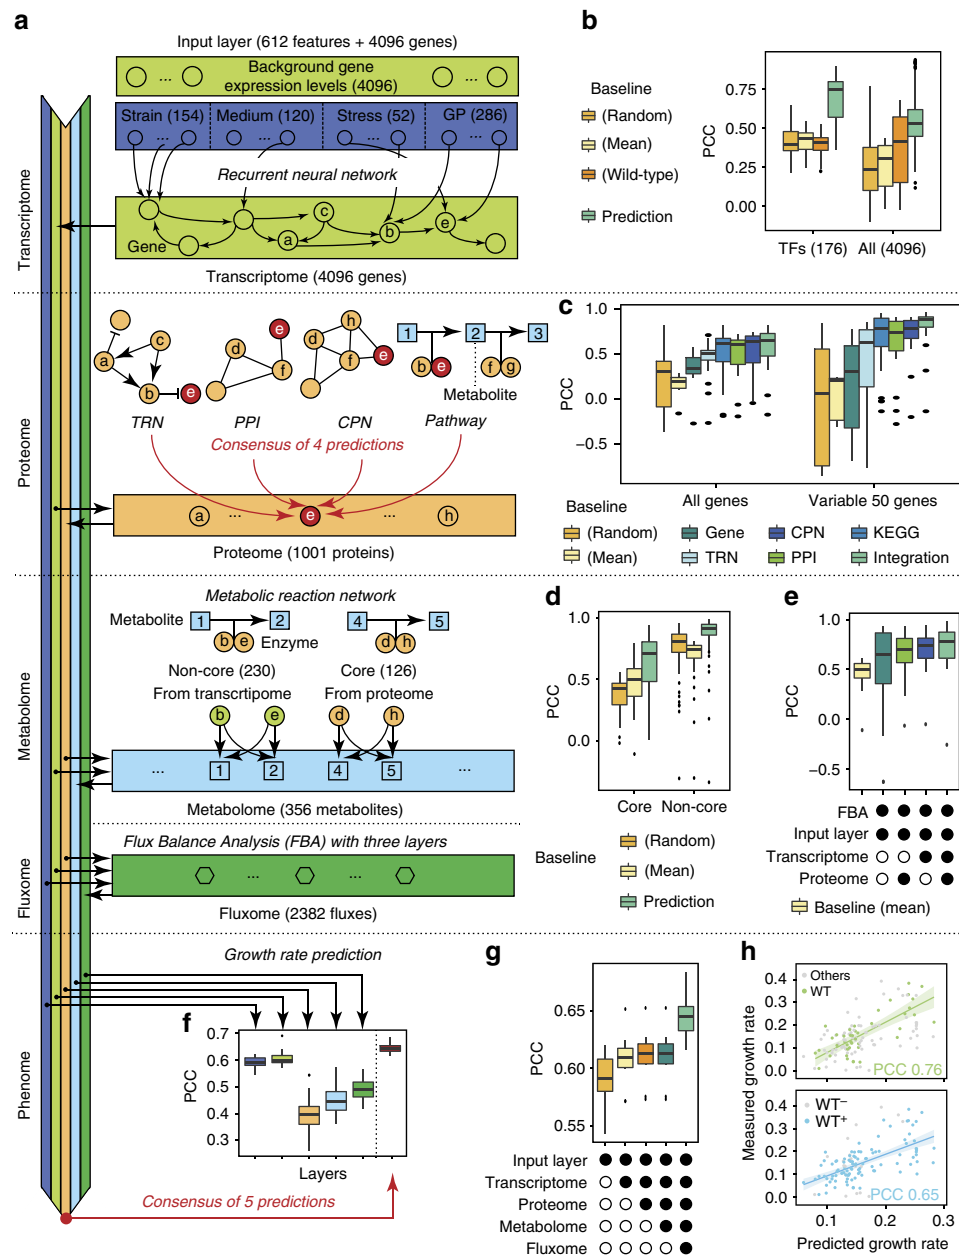 a
Input layer (612 features + 4096 genes)
Background gene
expression levels (4096)
... ...
Strain (154) Medium (120) Stress (52) GP (286)
... ... ... ...
Recurrent neural network
c
e
b
a
Gene
Transcriptome (4096 genes)
Transcriptome
b
Baseline
(Random)
(Mean)
(Wild-type)
Prediction
PCC
0.75
0.50
0.25
0.00
TFs (176) All (4096)
Proteome
a c b e
d e f
d h f e
1 2 3
b e f g
Metabolite
TRN PPI CPN Pathway
Consensus of 4 predictions
a ... e ... h
Proteome (1001 proteins)
c
PCC
1.0
0.5
0.0
−0.5
All genes Variable 50 genes
Baseline
(Random) Gene CPN KEGG
(Mean) TRN PPI Integration
Metabolome
Metabolic reaction network
Metabolite 1 2 4 5
b e Enzyme d h
Non-core (230) Core (126)
From transcrtipome From proteome
b e d h
... 1 2 4 5 ...
Metabolome (356 metabolites)
d
PCC
1.0
0.5
0.0
Core Non-core
Baseline
(Random)
(Mean)
Prediction
e
PCC
1.0
0.5
0.0
−0.5
FBA
Input layer
Transcriptome
Proteome
Baseline (mean)
Fluxome
Flux Balance Analysis (FBA) with three layers
... ...
Fluxome (2382 fluxes)
Phenome
Growth rate prediction
f
PCC
0.7
0.6
0.5
0.4
0.3
Layers
Consensus of 5 predictions
g
PCC
0.65
0.60
0.55
Input layer
Transcriptome
Proteome
Metabolome
Fluxome
h
Measured growth rate
0.4
0.3
0.2
0.1
0.0
Others
WT
PCC 0.76
0.4
0.3
0.2
0.1
0.0
WT−
WT+
PCC 0.65
0.1 0.2 0.3
Predicted growth rate